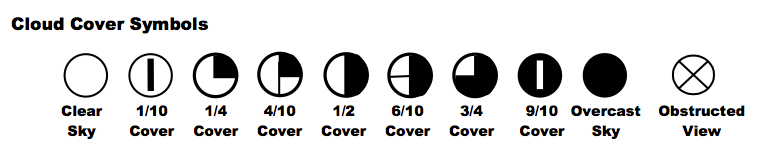 Cloud Cover Symbols
Clear Sky
1/10 Cover
1/4 Cover
4/10 Cover
1/2 Cover
6/10 Cover
3/4 Cover
9/10 Cover
Overcast Sky
Obstructed View